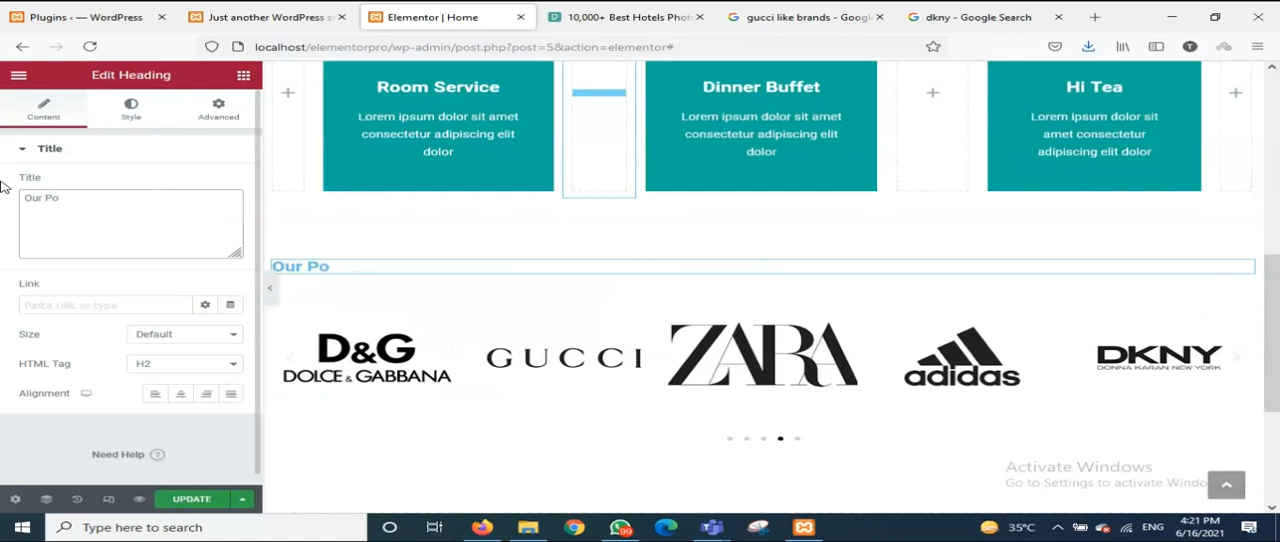 Plugins ‹ — WordPress
Just another WordPress si
Elementor | Home
10,000+ Best Hotels Phot
gucci like brands - Googl
dkny - Google Search
localhost/elementorpro/wp-admin/post.php?post=5&action=elementor#
Edit Heading
Content
Style
Advanced
Title
Title
Our Po
Link
Paste URL or type
Size
Default
HTML Tag
H2
Alignment
Need Help
UPDATE
Room Service
Lorem ipsum dolor sit amet
consectetur adipiscing elit
dolor
Dinner Buffet
Lorem ipsum dolor sit amet
consectetur adipiscing elit
dolor
Hi Tea
Lorem ipsum dolor sit
amet consectetur
adipiscing elit dolor
Our Po
D&G
DOLCE & GABBANA
GUCCI
ZARA
adidas
DKNY
DONNA KARAN NEW YORK
Activate Windows
Go to Settings to activate Windo
Type here to search
99
T
35°C
ENG
4:21 PM
6/16/2021